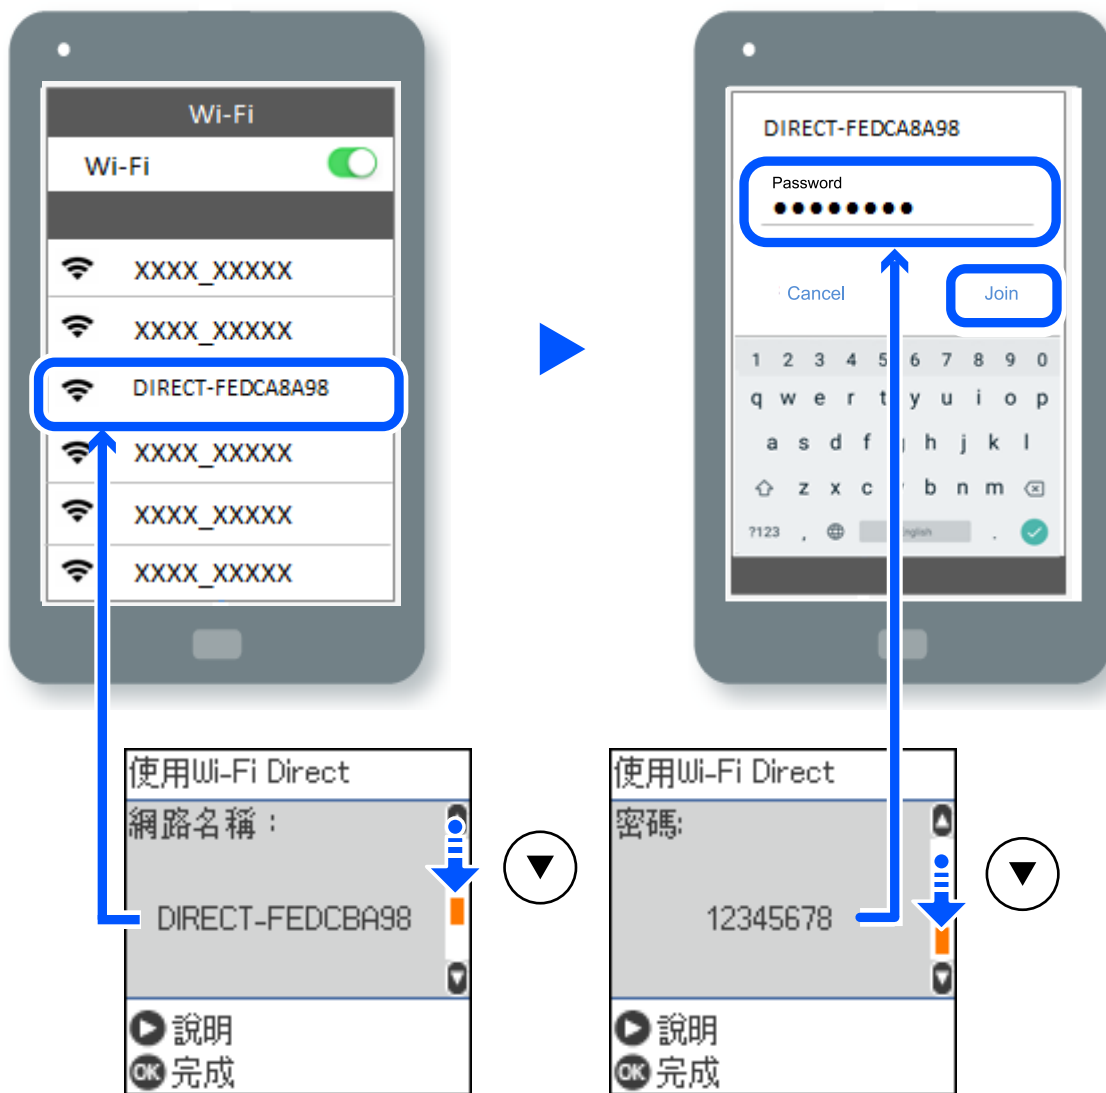 Wi-Fi
Wi-Fi
XXXX_XXXXX
XXXX_XXXXX
DIRECT-FEDCA8A98
XXXX_XXXXX
XXXX_XXXXX
XXXX_XXXXX
DIRECT-FEDCA8A98
Password
Cancel
Join
1 2 3 4 5 6 7 8 9 0
q w e r t y u i o p
a s d f h j k l
z x c b n m
?123 , .
使用Wi-Fi Direct
網路名稱：
DIRECT-FEDCBA98
說明
OK 完成
使用Wi-Fi Direct
密碼:
12345678
說明
OK 完成